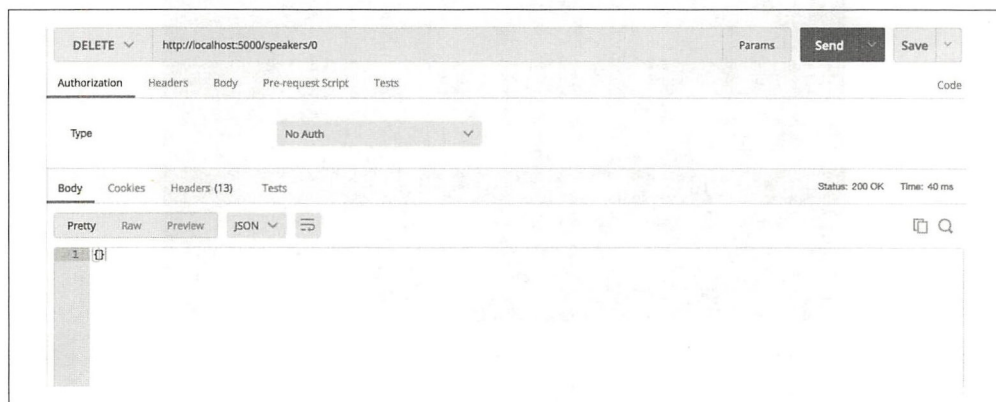 DELETE http://localhost:5000/speakers/0 Params Send Save
Authorization Headers Body Pre-request Script Tests Code
Type No Auth
Body Cookies Headers (13) Tests Status: 200 OK Time: 40 ms
Pretty Raw Preview JSON
1 {}